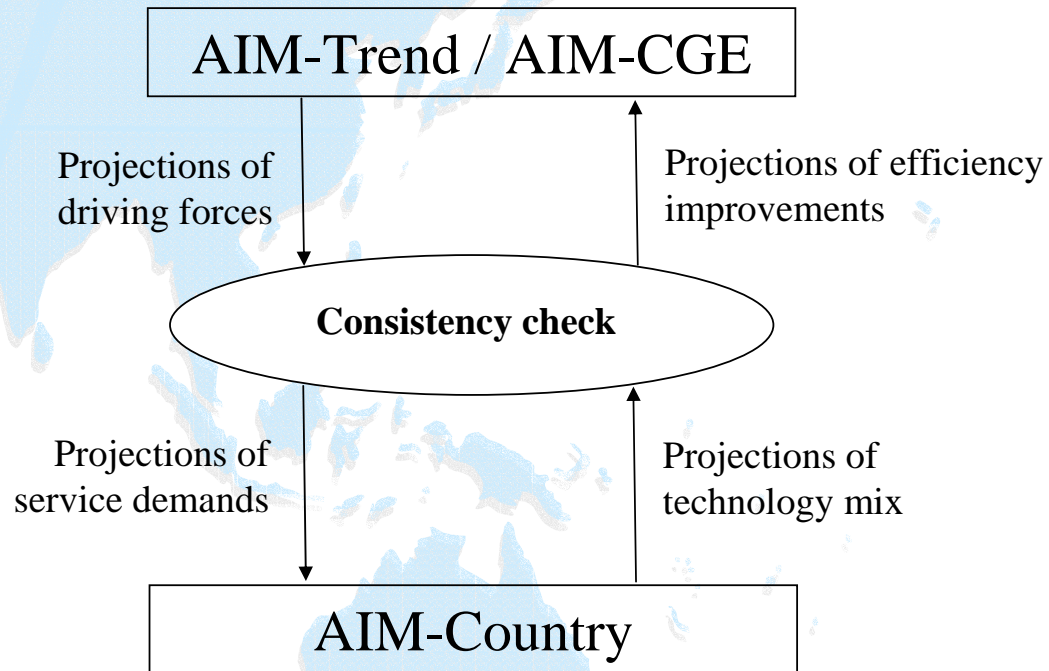 AIM-Trend / AIM-CGE
Projections of
driving forces
Projections of efficiency
improvements
Consistency check
Projections of
service demands
Projections of
technology mix
AIM-Country